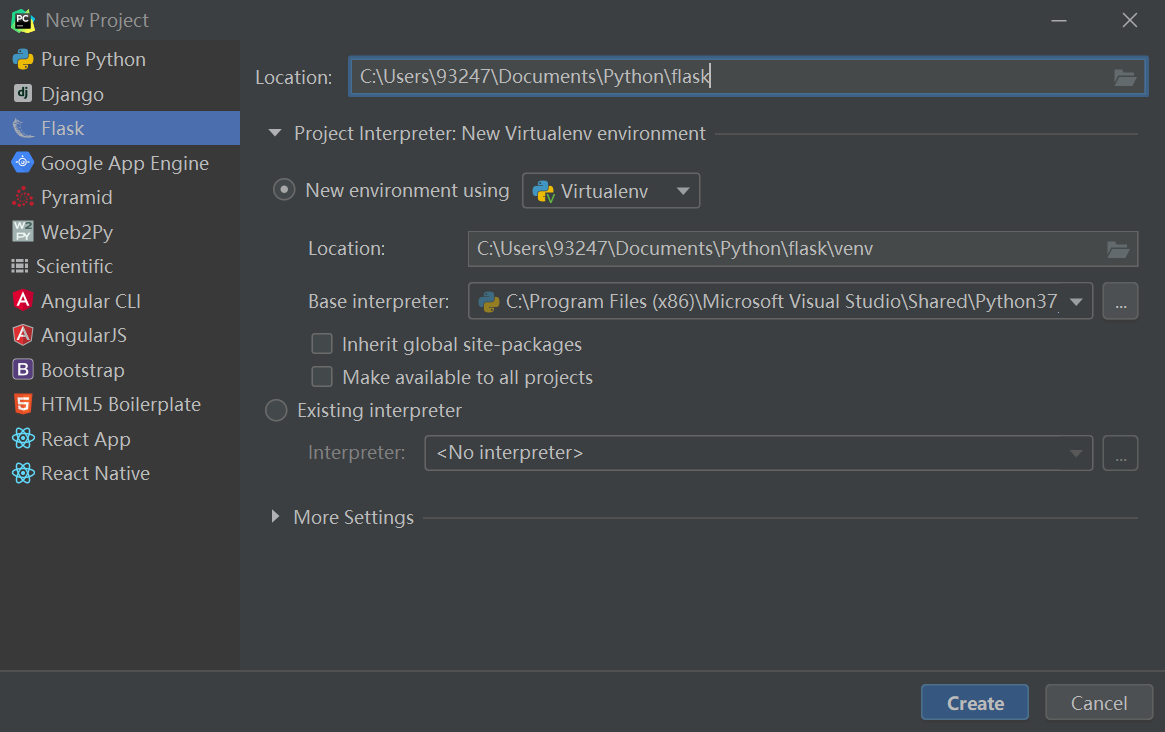 New Project
Pure Python
Django
Flask
Google App Engine
Pyramid
Web2Py
Scientific
Angular CLI
AngularJS
Bootstrap
HTML5 Boilerplate
React App
React Native
Location: C:\Users\93247\Documents\Python\flask
Project Interpreter: New Virtualenv environment
New environment using Virtualenv
Location: C:\Users\93247\Documents\Python\flask\venv
Base interpreter: C:\Program Files (x86)\Microsoft Visual Studio\Shared\Python37_ ...
Inherit global site-packages
Make available to all projects
Existing interpreter
Interpreter: <No interpreter> ...
More Settings
Create Cancel